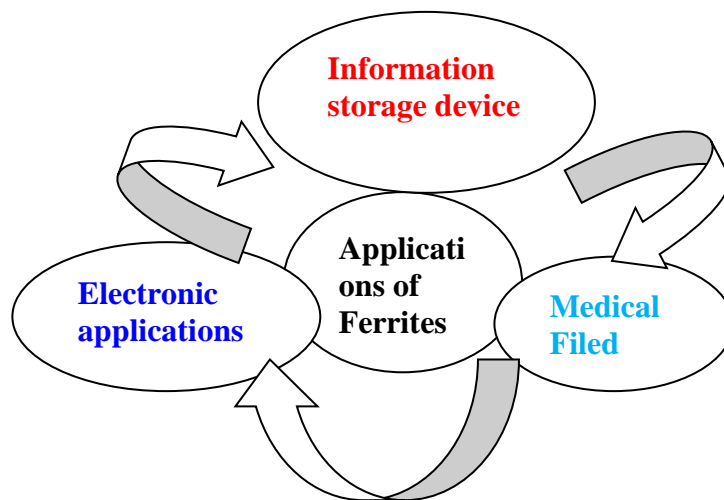 Information
storage device
Applicati
ons of
Ferrites
Electronic
applications
Medical
Filed